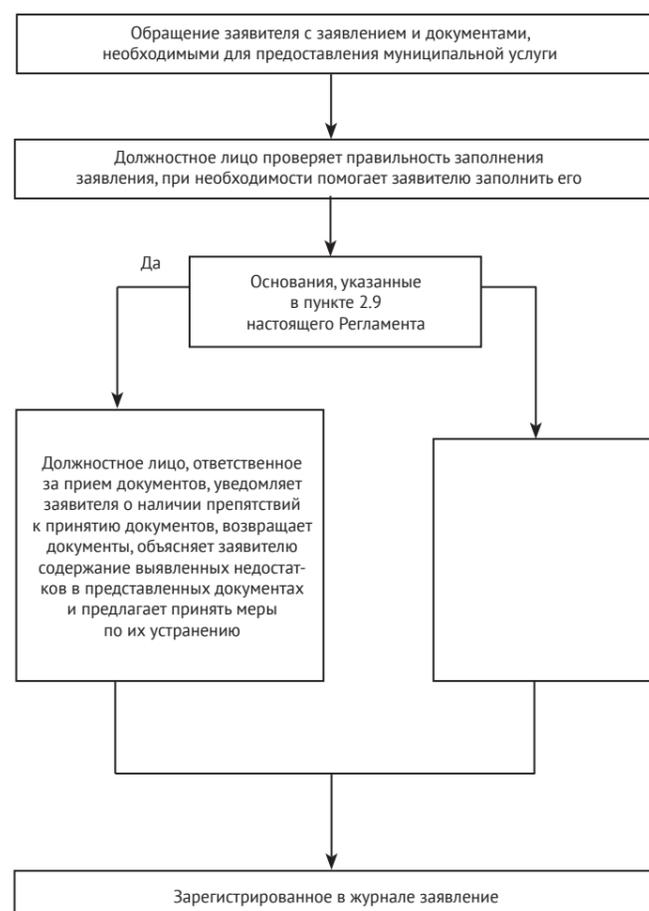 Обращение заявителя с заявлением и документами,
необходимыми для предоставления муниципальной услуги
Должностное лицо проверяет правильность заполнения
заявления, при необходимости помогает заявителю заполнить его
Да
Основания, указанные
в пункте 2.9
настоящего Регламента
Должностное лицо, ответственное
за прием документов, уведомляет
заявителя о наличии препятствий
к принятию документов, возвращает
документы, объясняет заявителю
содержание выявленных недостат-
ков в представленных документах
и предлагает принять меры
по их устранению
Зарегистрированное в журнале заявление